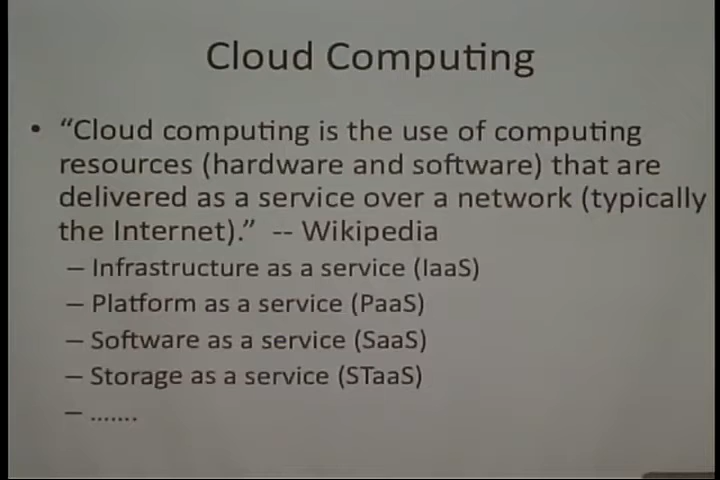 Cloud Computing
• “Cloud computing is the use of computing
resources (hardware and software) that are
delivered as a service over a network (typically
the Internet).” -- Wikipedia
– Infrastructure as a service (IaaS)
– Platform as a service (PaaS)
– Software as a service (SaaS)
– Storage as a service (STaaS)
– .......